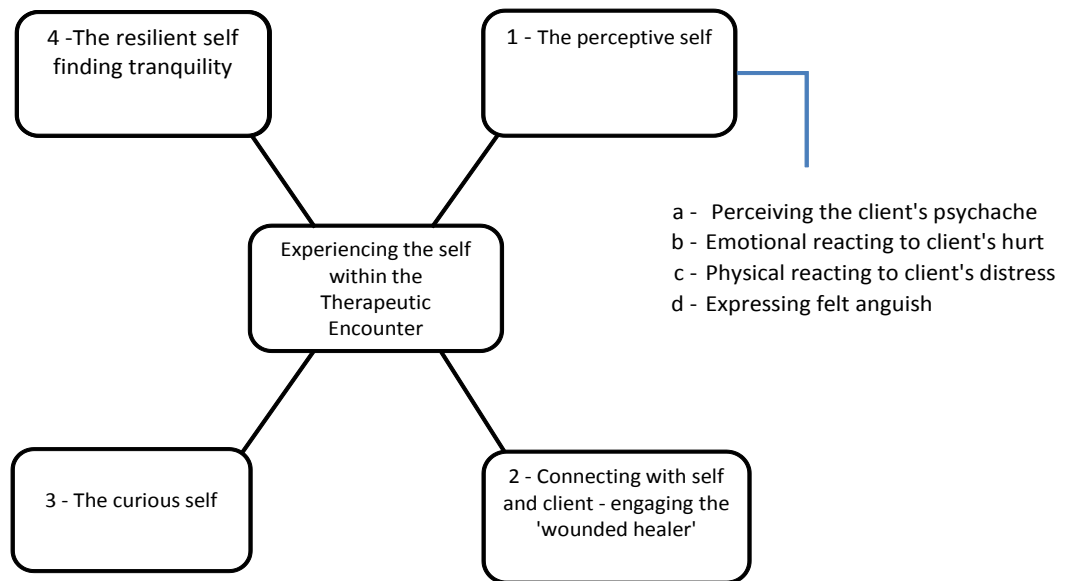 4 -The resilient self
finding tranquility
1 - The perceptive self
a - Perceiving the client's psychache
b - Emotional reacting to client's hurt
c - Physical reacting to client's distress
d - Expressing felt anguish
Experiencing the self
within the
Therapeutic
Encounter
3 - The curious self
2 - Connecting with self
and client - engaging the
'wounded healer'